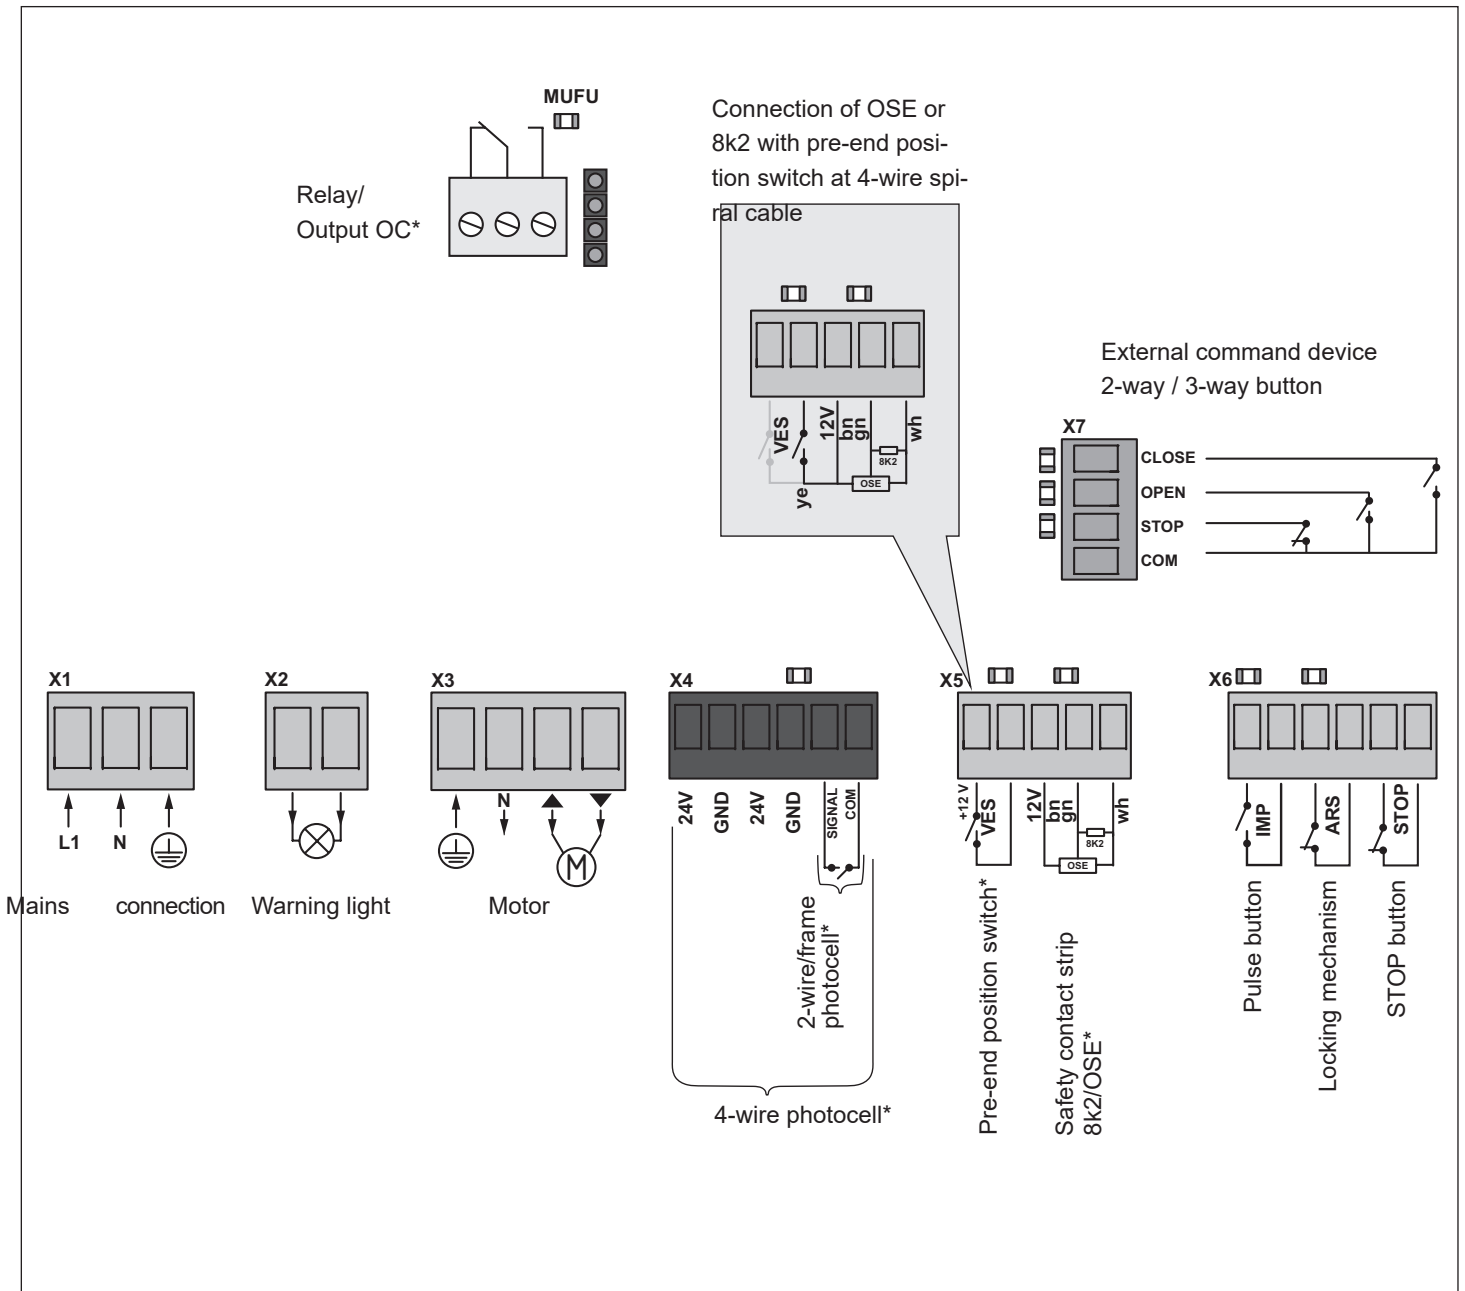 MUFU
Relay/
Output OC*
Connection of OSE or
8k2 with pre-end posi-
tion switch at 4-wire spi-
ral cable
VES
ye
12V
bn
gn
wh
8K2
OSE
External command device
2-way / 3-way button
X7
CLOSE
OPEN
STOP
COM
X1
L1
N
Mains connection
X2
Warning light
X3
N
M
Motor
X4
24V
GND
24V
GND
SIGNAL
COM
2-wire/frame
photocell*
4-wire photocell*
X5
+12 V
VES
12V
bn
gn
wh
8K2
OSE
Pre-end position switch*
Safety contact strip
8k2/OSE*
X6
IMP
ARS
STOP
Pulse button
Locking mechanism
STOP button